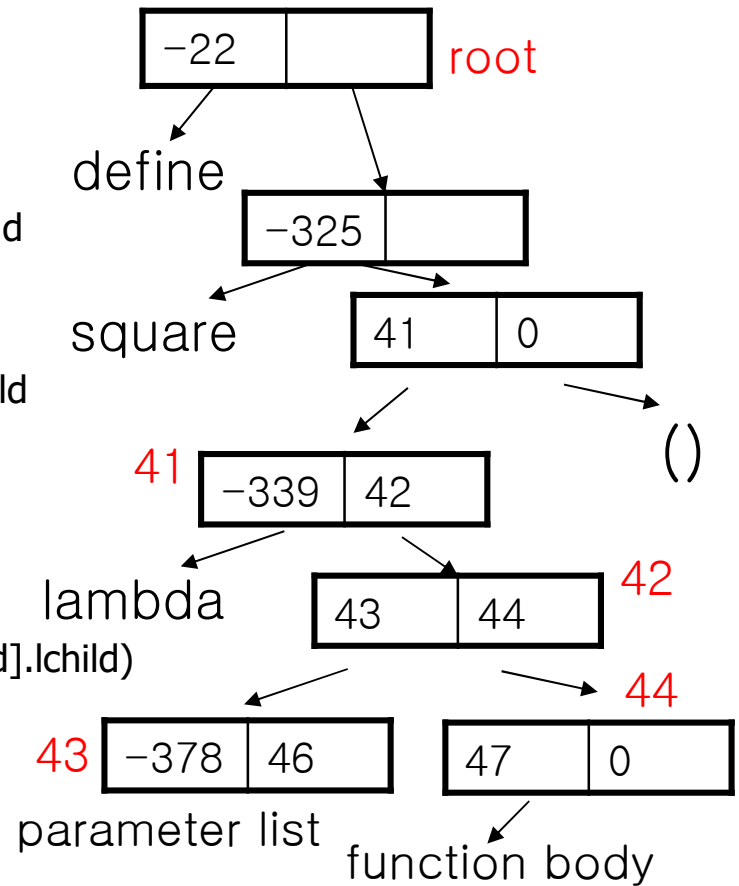 -22 root
define
d
-325
square
41 0
ld
()
41
-339 42
42
lambda
43 44
d].lchild)
44
43
-378 46
47 0
parameter list
function body